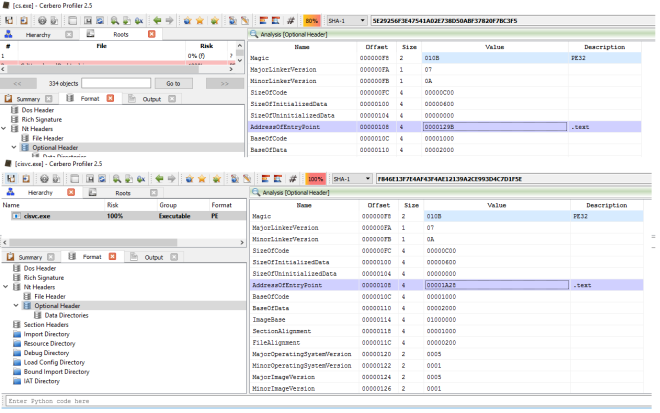 [cs.exe] - Cerbero Profiler 2.5
80% SHA-1 5E29256F3E47541A02E738D50ABF37820F7BC3F5
Hierarchy Roots
# File Risk
1 0% (f)
<< 334 objects Go to >>
Summary Format Output
Dos Header
Rich Signature
Nt Headers
File Header
Optional Header
Data Directories
Analysis [Optional Header]
Name Offset Size Value Description
Magic 000000F8 2 010B PE32
MajorLinkerVersion 000000FA 1 07
MinorLinkerVersion 000000FB 1 0A
SizeOfCode 000000FC 4 00000C00
SizeOfInitializedData 00000100 4 00000600
SizeOfUninitializedData 00000104 4 00000000
AddressOfEntryPoint 00000108 4 0000129B .text
BaseOfCode 0000010C 4 00001000
BaseOfData 00000110 4 00002000
[cisvc.exe] - Cerbero Profiler 2.5
100% SHA-1 F846E13F7E4AF43F4AE12139A2CE993D4C7D1F5E
Hierarchy Roots
Name Risk Group Format
cisvc.exe 100% Executable PE
Summary Format Output
Dos Header
Rich Signature
Nt Headers
File Header
Optional Header
Data Directories
Section Headers
Import Directory
Resource Directory
Debug Directory
Load Config Directory
Bound Import Directory
IAT Directory
Analysis [Optional Header]
Name Offset Size Value Description
Magic 000000F8 2 010B PE32
MajorLinkerVersion 000000FA 1 07
MinorLinkerVersion 000000FB 1 0A
SizeOfCode 000000FC 4 00000C00
SizeOfInitializedData 00000100 4 00000600
SizeOfUninitializedData 00000104 4 00000000
AddressOfEntryPoint 00000108 4 00001A28 .text
BaseOfCode 0000010C 4 00001000
BaseOfData 00000110 4 00002000
ImageBase 00000114 4 01000000
SectionAlignment 00000118 4 00001000
FileAlignment 0000011C 4 00000200
MajorOperatingSystemVersion 00000120 2 0005
MinorOperatingSystemVersion 00000122 2 0001
MajorImageVersion 00000124 2 0005
MinorImageVersion 00000126 2 0001
Enter Python code here